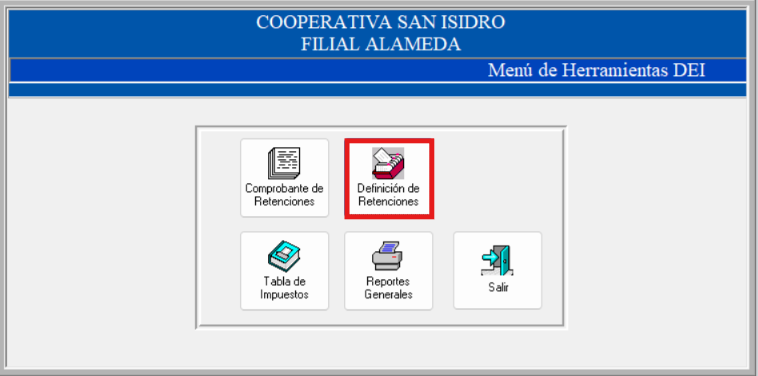 COOPERATIVA SAN ISIDRO
FILIAL ALAMEDA
Menú de Herramientas DEI
Comprobante de
Retenciones
Definición de
Retenciones
Tabla de
Impuestos
Reportes
Generales
Salir